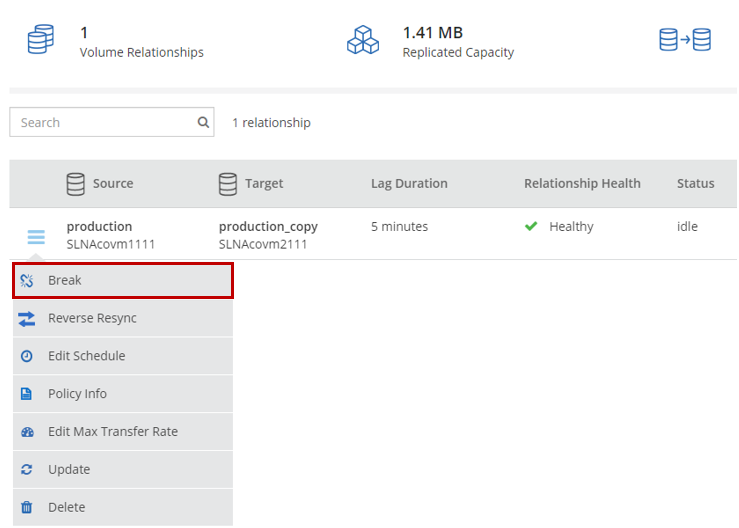 1
Volume Relationships
1.41 MB
Replicated Capacity
Search
1 relationship
Source
Target
Lag Duration
Relationship Health
Status
production
SLNAcovm1111
production_copy
SLNAcovm2111
5 minutes
Healthy
idle
Break
Reverse Resync
Edit Schedule
Policy Info
Edit Max Transfer Rate
Update
Delete